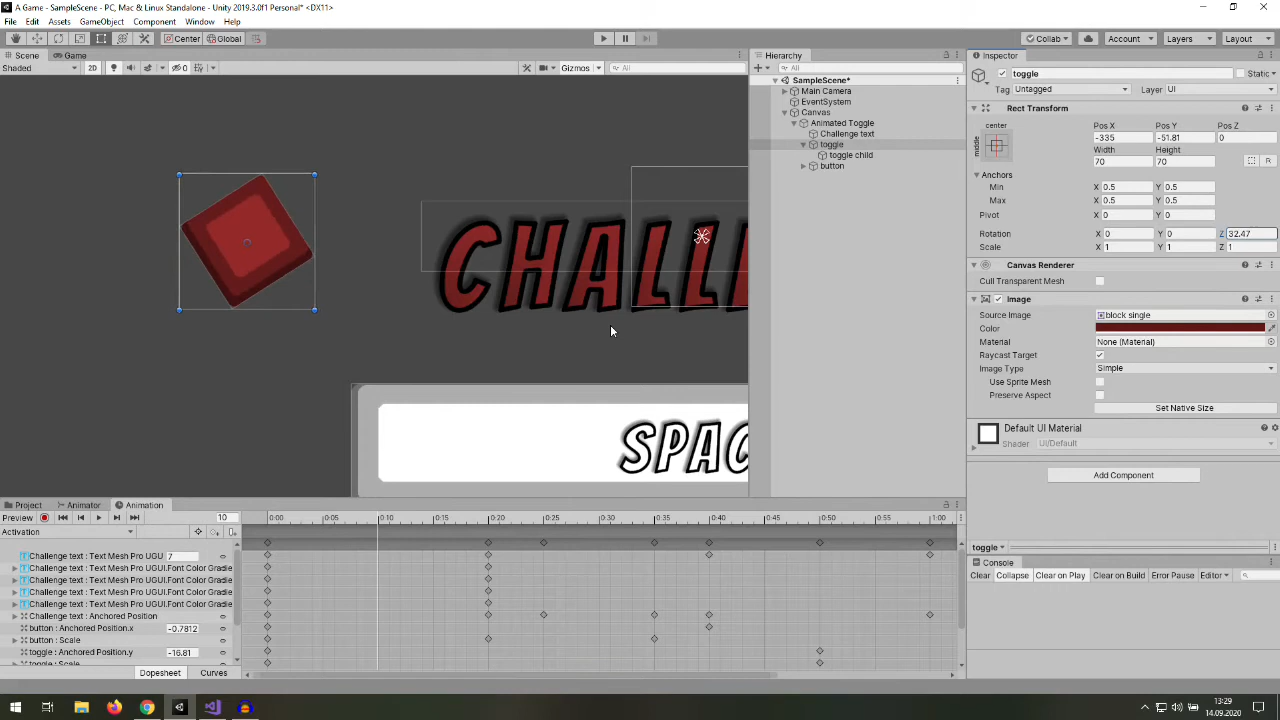 A Game - SampleScene - PC, Mac & Linux Standalone - Unity 2019.3.0f1 Personal* <DX11>
File Edit Assets GameObject Component Window Help
Center Global Collab Account Layers Layout
Scene Game Hierarchy Inspector
Shaded 2D 0 Gizmos All All
SampleScene*
Main Camera
EventSystem
Canvas
Animated Toggle
Challenge text
toggle
toggle child
button
toggle Static
Tag Untagged Layer UI
Rect Transform
center
middle
Pos X Pos Y Pos Z
-335 -51.81 0
Width Height
70 70 R
Anchors
Min X 0.5 Y 0.5
Max X 0.5 Y 0.5
Pivot X 0 Y 0
Rotation X 0 Y 0 Z 32.47
Scale X 1 Y 1 Z 1
Canvas Renderer
Cull Transparent Mesh
Image
Source Image block single
Color
Material None (Material)
Raycast Target
Image Type Simple
Use Sprite Mesh
Preserve Aspect
Set Native Size
Default UI Material
Shader UI/Default
Add Component
CHALL
SPAC
Project Animator Animation
Preview 10 0:00 0:05 0:10 0:15 0:20 0:25 0:30 0:35 0:40 0:45 0:50 0:55 1:00
Activation
Challenge text : Text Mesh Pro UGU 7
Challenge text : Text Mesh Pro UGUI.Font Color Gradie
Challenge text : Text Mesh Pro UGUI.Font Color Gradie
Challenge text : Text Mesh Pro UGUI.Font Color Gradie
Challenge text : Text Mesh Pro UGUI.Font Color Gradie
Challenge text : Anchored Position
button : Anchored Position.x -0.7812
button : Scale
toggle : Anchored Position.y -16.81
toggle : Scale
Dopesheet Curves
toggle
Console
Clear Collapse Clear on Play Clear on Build Error Pause Editor
13:29
14.09.2020